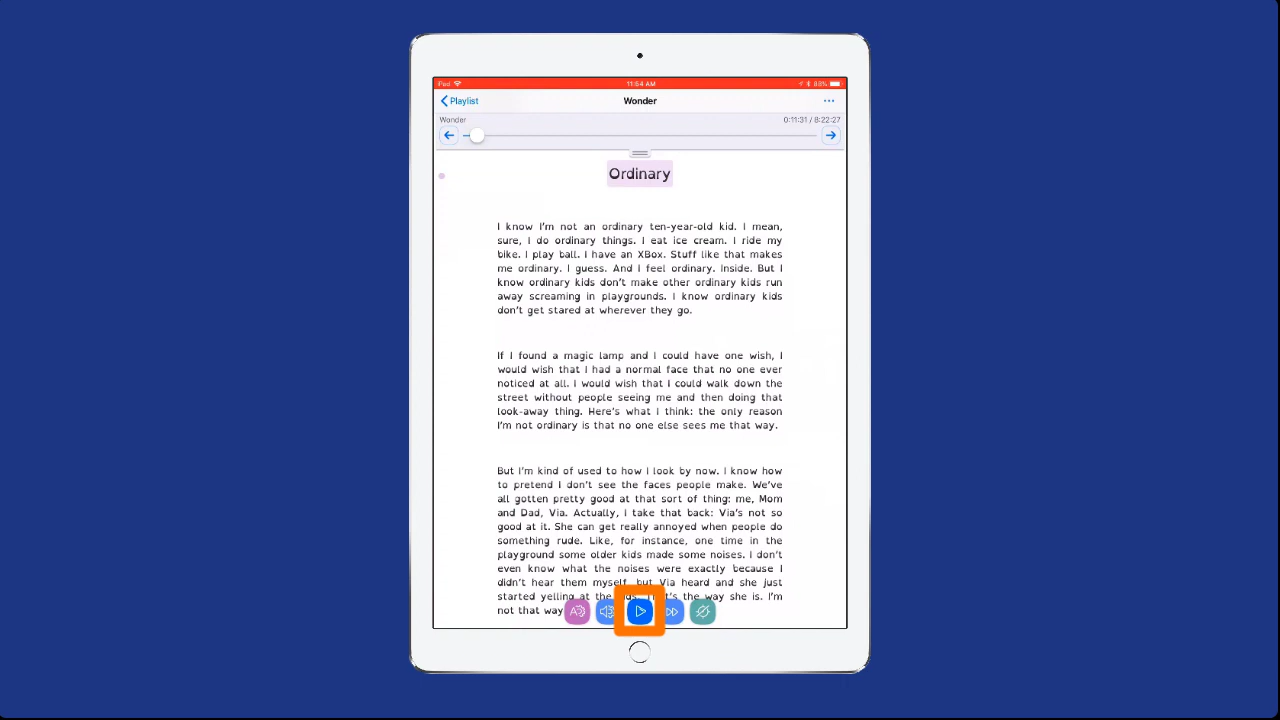 iPad 11:54 AM 88%
Playlist Wonder ...
Wonder 0:11:31 / 8:22:27
Ordinary
I know I'm not an ordinary ten-year-old kid. I mean,
sure, I do ordinary things. I eat ice cream. I ride my
bike. I play ball. I have an XBox. Stuff like that makes
me ordinary. I guess. And I feel ordinary. Inside. But I
know ordinary kids don't make other ordinary kids run
away screaming in playgrounds. I know ordinary kids
don't get stared at wherever they go.
If I found a magic lamp and I could have one wish, I
would wish that I had a normal face that no one ever
noticed at all. I would wish that I could walk down the
street without people seeing me and then doing that
look-away thing. Here's what I think: the only reason
I'm not ordinary is that no one else sees me that way.
But I'm kind of used to how I look by now. I know how
to pretend I don't see the faces people make. We've
all gotten pretty good at that sort of thing: me, Mom
and Dad, Via. Actually, I take that back: Via's not so
good at it. She can get really annoyed when people do
something rude. Like, for instance, one time in the
playground some older kids made some noises. I don't
even know what the noises were exactly because I
didn't hear them myself, but Via heard and she just
started yelling at the kids. That's the way she is. I'm
not that way